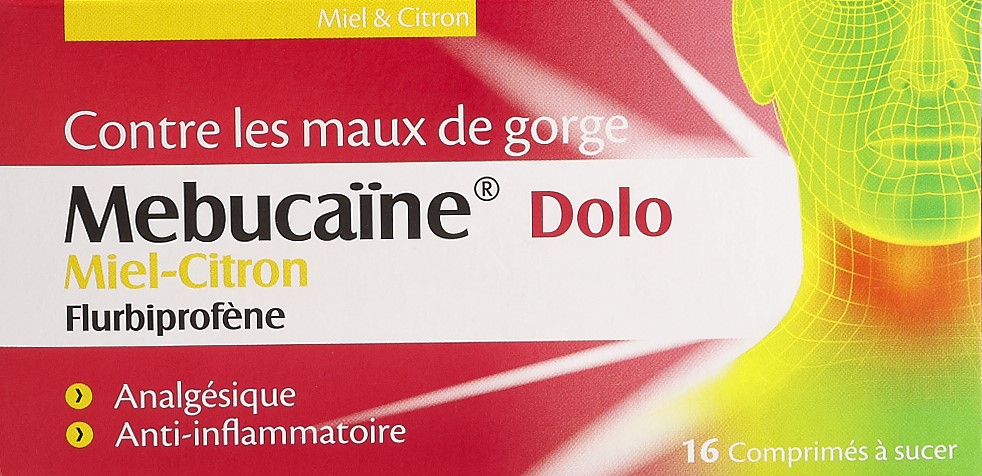 Miel & Citron
Contre les maux de gorge
Mebucaïne® Dolo
Miel-Citron
Flurbiprofène
Analgésique
Anti-inflammatoire
16 Comprimés à sucer